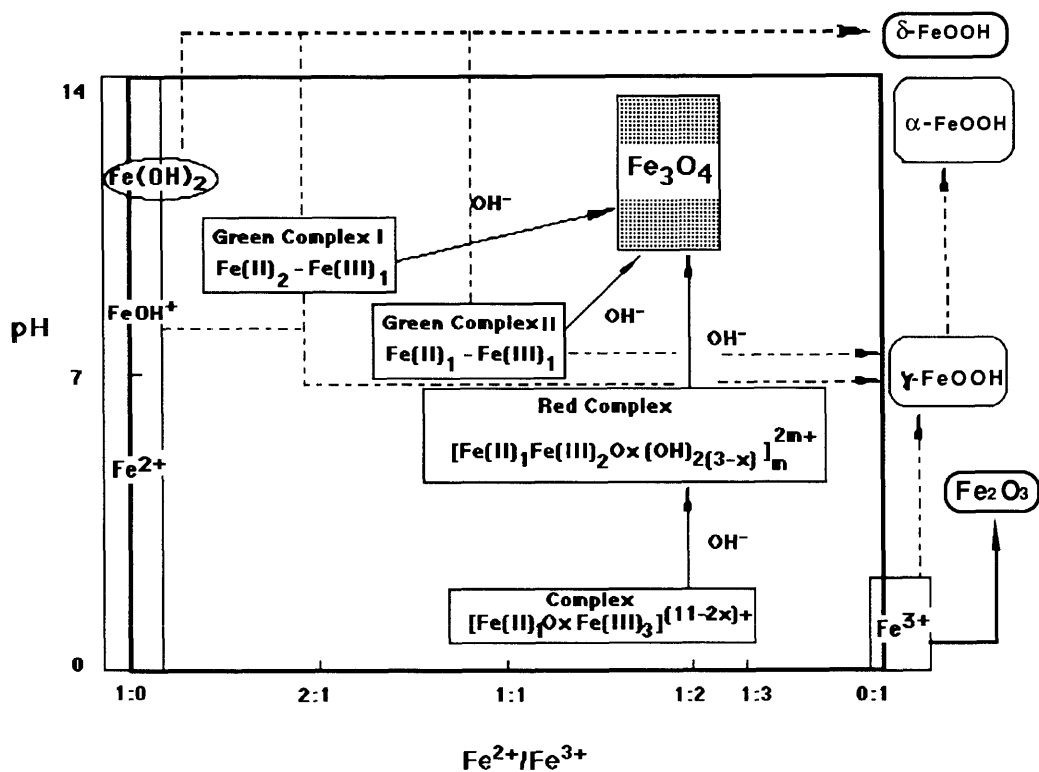 δ-FeOOH
14
α-FeOOH
Fe(OH)₂
Fe₃O₄
OH⁻
Green Complex I
Fe(II)₂ - Fe(III)₁
FeOH⁺
Green Complex II
Fe(II)₁ - Fe(III)₁
OH⁻
OH⁻
pH
7
γ-FeOOH
Red Complex
[Fe(II)₁Fe(III)₂Ox(OH)₂₍₃₋ₓ₎]ₘ²ᵐ⁺
Fe²⁺
Fe₂O₃
OH⁻
Complex
[Fe(II)₁OxFe(III)₃]⁽¹¹⁻²ˣ⁾⁺
Fe³⁺
0
1:0 2:1 1:1 1:2 1:3 0:1
Fe²⁺/Fe³⁺